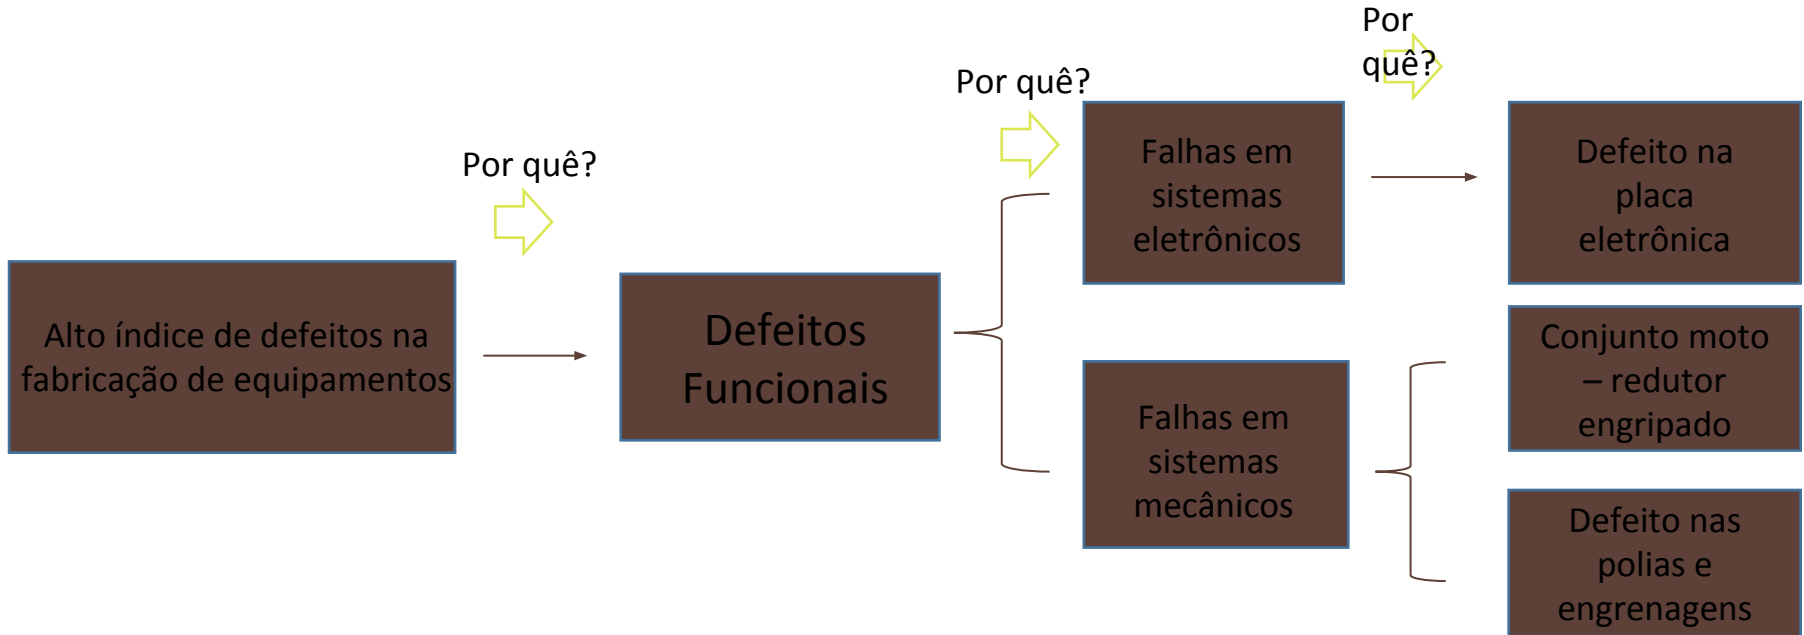 Por quê?
Alto índice de defeitos na
fabricação de equipamentos
Defeitos
Funcionais
Por quê?
Falhas em
sistemas
eletrônicos
Falhas em
sistemas
mecânicos
Por
quê?
Defeito na
placa
eletrônica
Conjunto moto
– redutor
engripado
Defeito nas
polias e
engrenagens